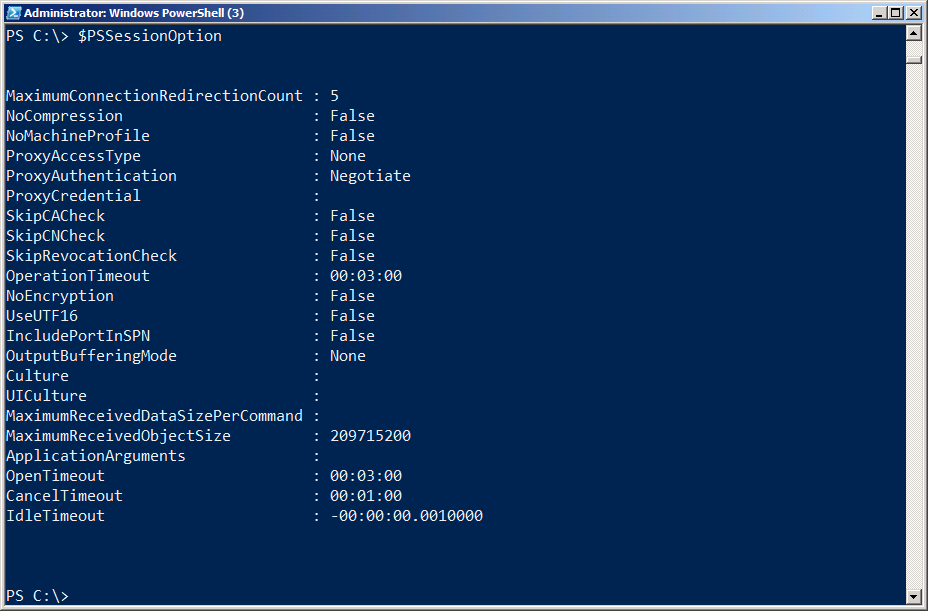 Administrator: Windows PowerShell (3)
PS C:\> $PSSessionOption
MaximumConnectionRedirectionCount : 5
NoCompression                     : False
NoMachineProfile                  : False
ProxyAccessType                   : None
ProxyAuthentication               : Negotiate
ProxyCredential                   :
SkipCACheck                       : False
SkipCNCheck                       : False
SkipRevocationCheck               : False
OperationTimeout                  : 00:03:00
NoEncryption                      : False
UseUTF16                          : False
IncludePortInSPN                  : False
OutputBufferingMode               : None
Culture                           :
UICulture                         :
MaximumReceivedDataSizePerCommand :
MaximumReceivedObjectSize         : 209715200
ApplicationArguments              :
OpenTimeout                       : 00:03:00
CancelTimeout                     : 00:01:00
IdleTimeout                       : -00:00:00.0010000
PS C:\>